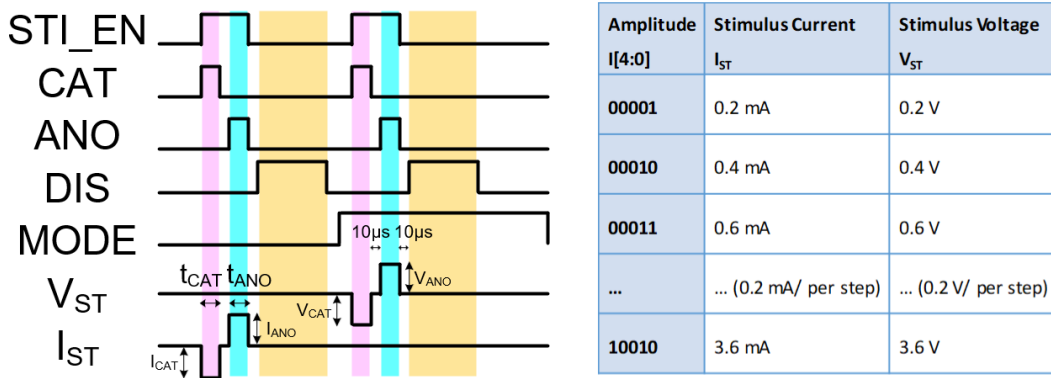 STI_EN
CAT
ANO
DIS
MODE
10µs 10µs
tCAT tANO
VANO
VST
VCAT
IANO
IST
ICAT
Amplitude I[4:0] Stimulus Current IST Stimulus Voltage VST
00001 0.2 mA 0.2 V
00010 0.4 mA 0.4 V
00011 0.6 mA 0.6 V
... ... (0.2 mA/ per step) ... (0.2 V/ per step)
10010 3.6 mA 3.6 V